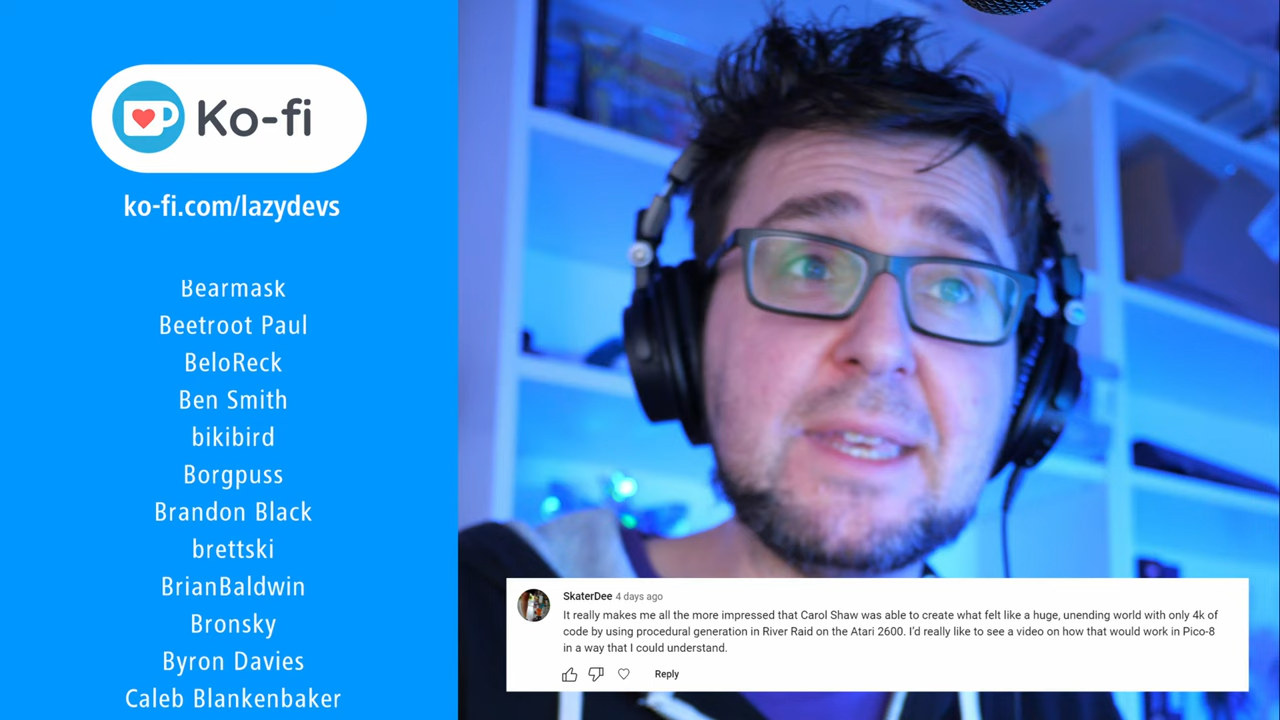 Ko-fi
ko-fi.com/lazydevs
Bearmask
Beetroot Paul
BeloReck
Ben Smith
bikibird
Borgpuss
Brandon Black
brettski
BrianBaldwin
Bronsky
Byron Davies
Caleb Blankenbaker
SkaterDee 4 days ago
It really makes me all the more impressed that Carol Shaw was able to create what felt like a huge, unending world with only 4k of
code by using procedural generation in River Raid on the Atari 2600. I'd really like to see a video on how that would work in Pico-8
in a way that I could understand.
Reply